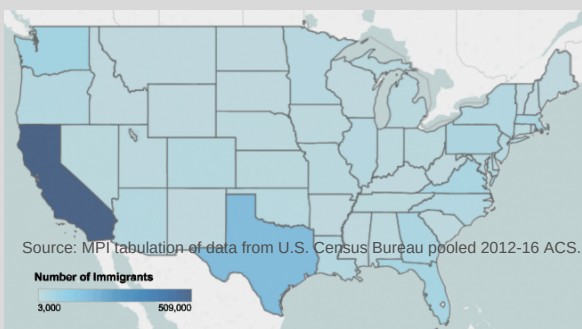 Source: MPI tabulation of data from U.S. Census Bureau pooled 2012-16 ACS.
Number of Immigrants
3,000 509,000